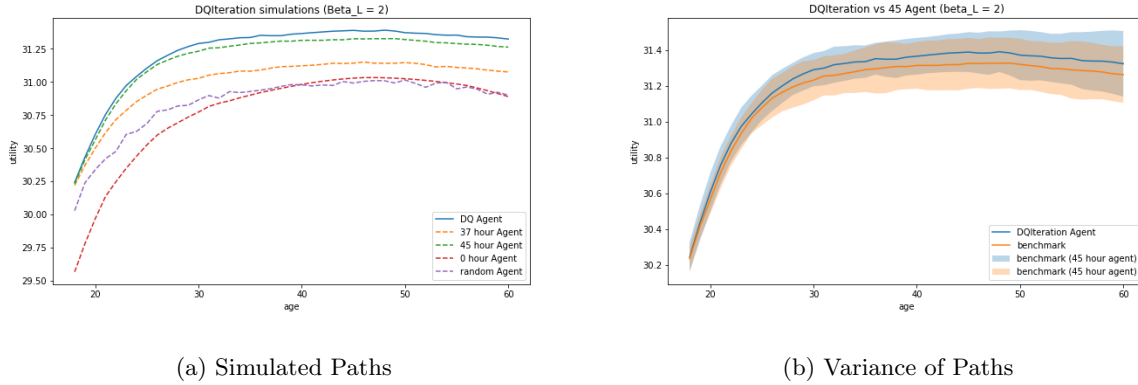 DQIteration simulations (Beta_L = 2)
31.25
31.00
30.75
30.50
30.25
30.00
29.75
29.50
utility
20 30 40 50 60
age
DQ Agent
37 hour Agent
45 hour Agent
0 hour Agent
random Agent
(a) Simulated Paths
DQIteration vs 45 Agent (beta_L = 2)
31.4
31.2
31.0
30.8
30.6
30.4
30.2
utility
20 30 40 50 60
age
DQIteration Agent
benchmark
benchmark (45 hour agent)
benchmark (45 hour agent)
(b) Variance of Paths